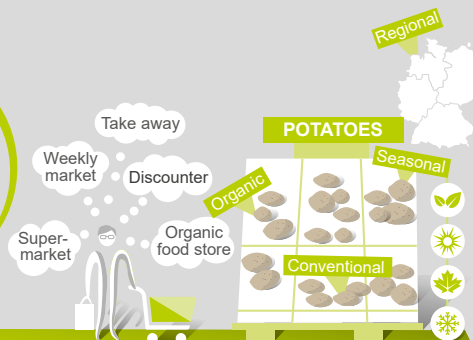 Regional
Take away
POTATOES
Weekly
market
Discounter
Seasonal
Organic
Super-
market
Organic
food store
Conventional